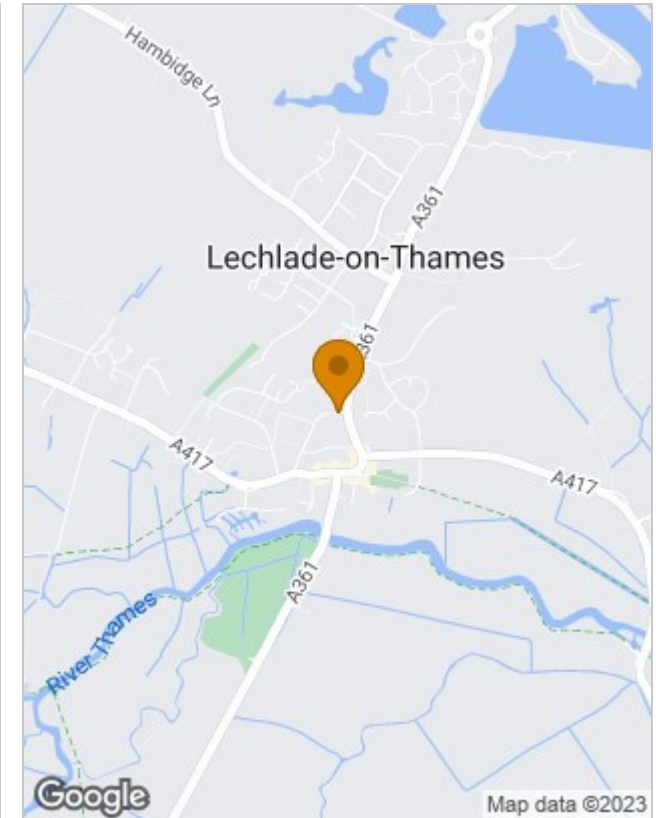 Hambidge Ln
A361
Lechlade-on-Thames
A361
A417
A417
A361
River Thames
Google
Map data ©2023